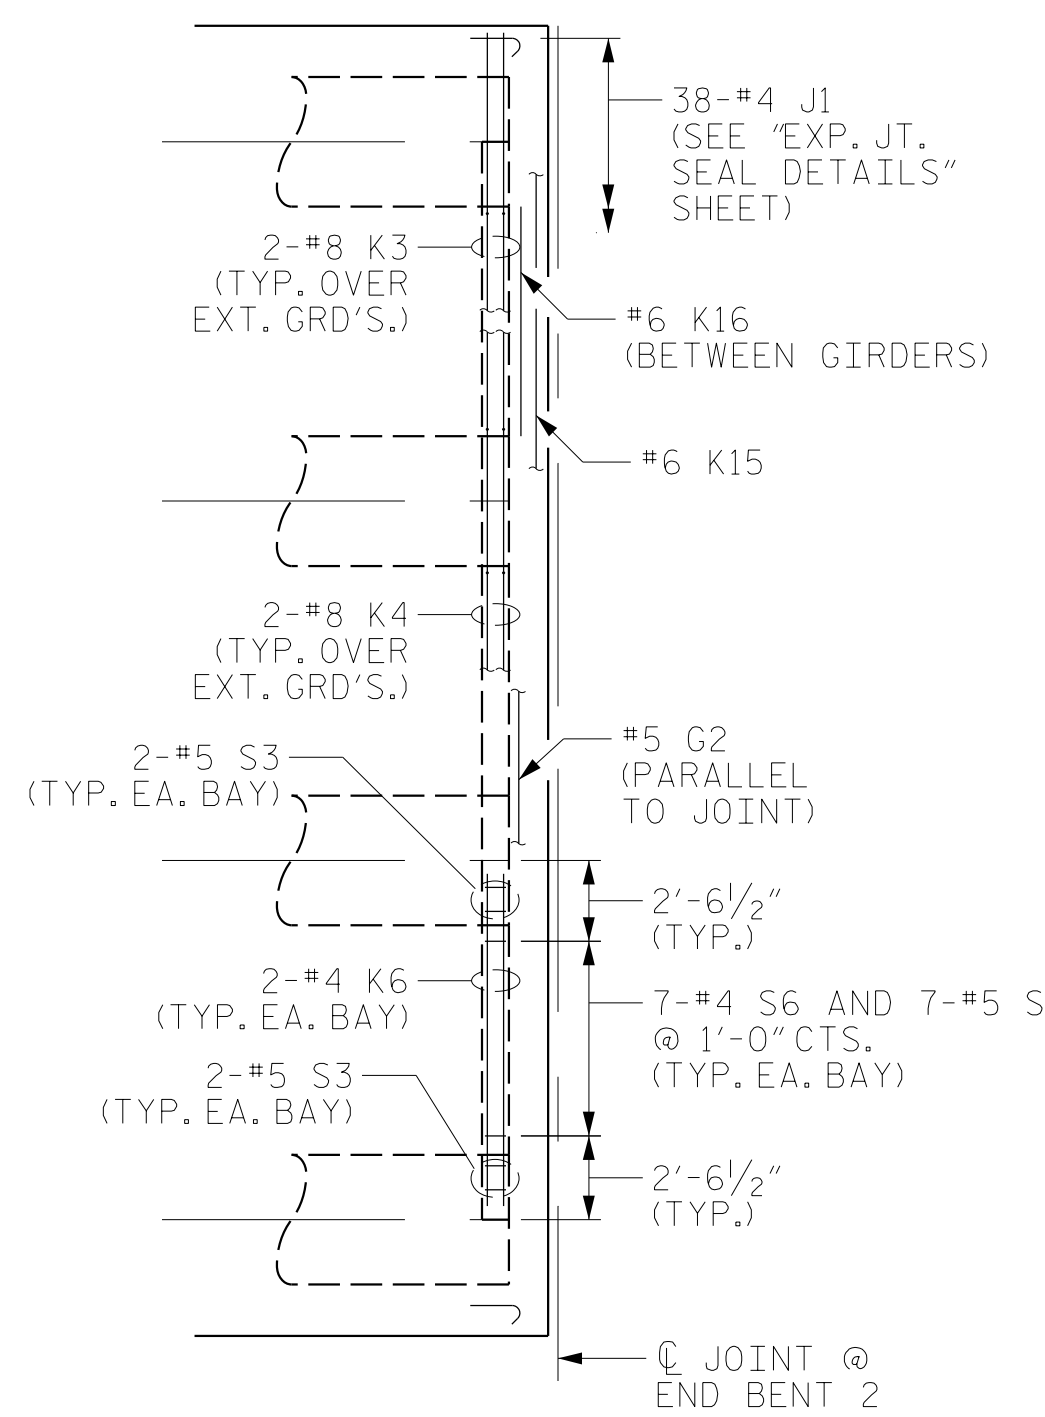 38-#4 J1
(SEE "EXP. JT.
SEAL DETAILS"
SHEET)
2-#8 K3
(TYP. OVER
EXT. GRD'S.)
#6 K16
(BETWEEN GIRDERS)
#6 K15
2-#8 K4
(TYP. OVER
EXT. GRD'S.)
#5 G2
(PARALLEL
TO JOINT)
2-#5 S3
(TYP. EA. BAY)
2'-6½"
(TYP.)
2-#4 K6
(TYP. EA. BAY)
7-#4 S6 AND 7-#5 S
@ 1'-0" CTS.
(TYP. EA. BAY)
2-#5 S3
(TYP. EA. BAY)
2'-6½"
(TYP.)
℄ JOINT @
END BENT 2